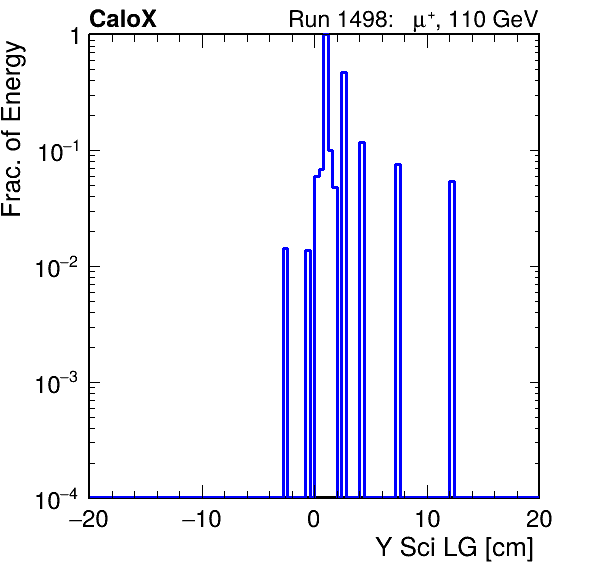 CaloX Run 1498: μ⁺, 110 GeV
Frac. of Energy
1
10⁻¹
10⁻²
10⁻³
10⁻⁴
−20 −10 0 10 20
Y Sci LG [cm]